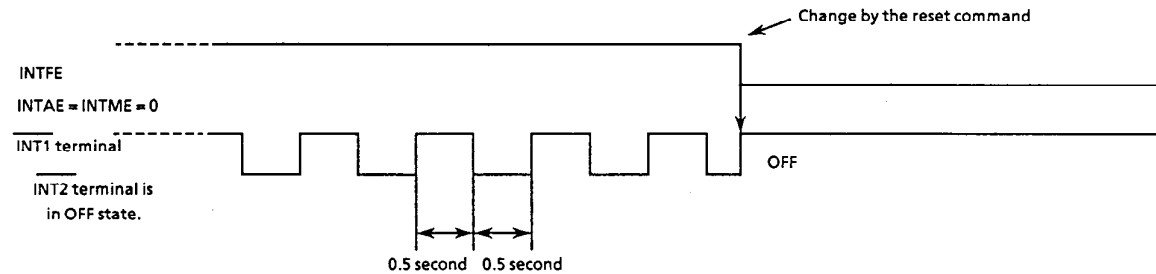 Change by the reset command
INTFE
INTAE = INTME = 0
INT1 terminal
OFF
INT2 terminal is
in OFF state.
0.5 second 0.5 second